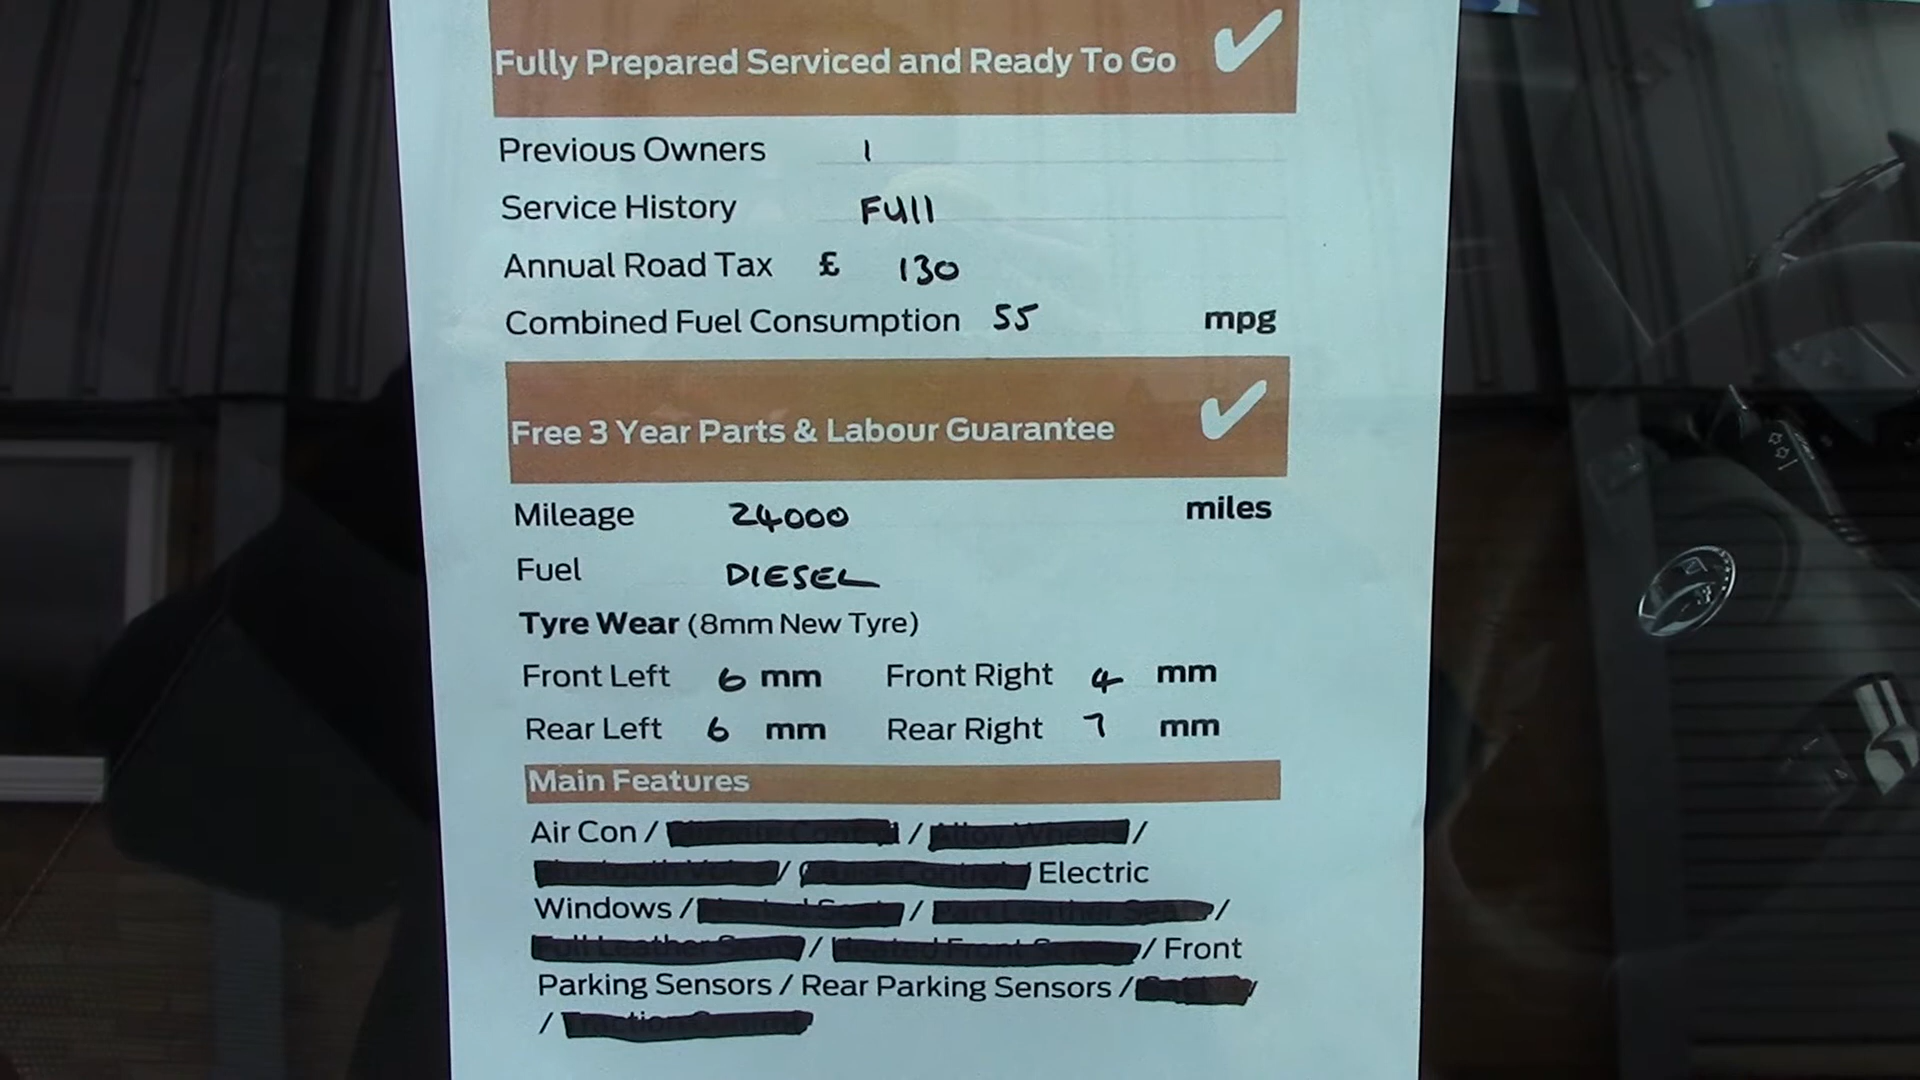 Fully Prepared Serviced and Ready To Go
Previous Owners 1
Service History Full
Annual Road Tax £ 130
Combined Fuel Consumption 55 mpg
Free 3 Year Parts & Labour Guarantee
Mileage 24000 miles
Fuel DIESEL
Tyre Wear (8mm New Tyre)
Front Left 6 mm Front Right 4 mm
Rear Left 6 mm Rear Right 7 mm
Main Features
Air Con / / /
/ Electric
Windows / / /
/ / Front
Parking Sensors / Rear Parking Sensors /
/